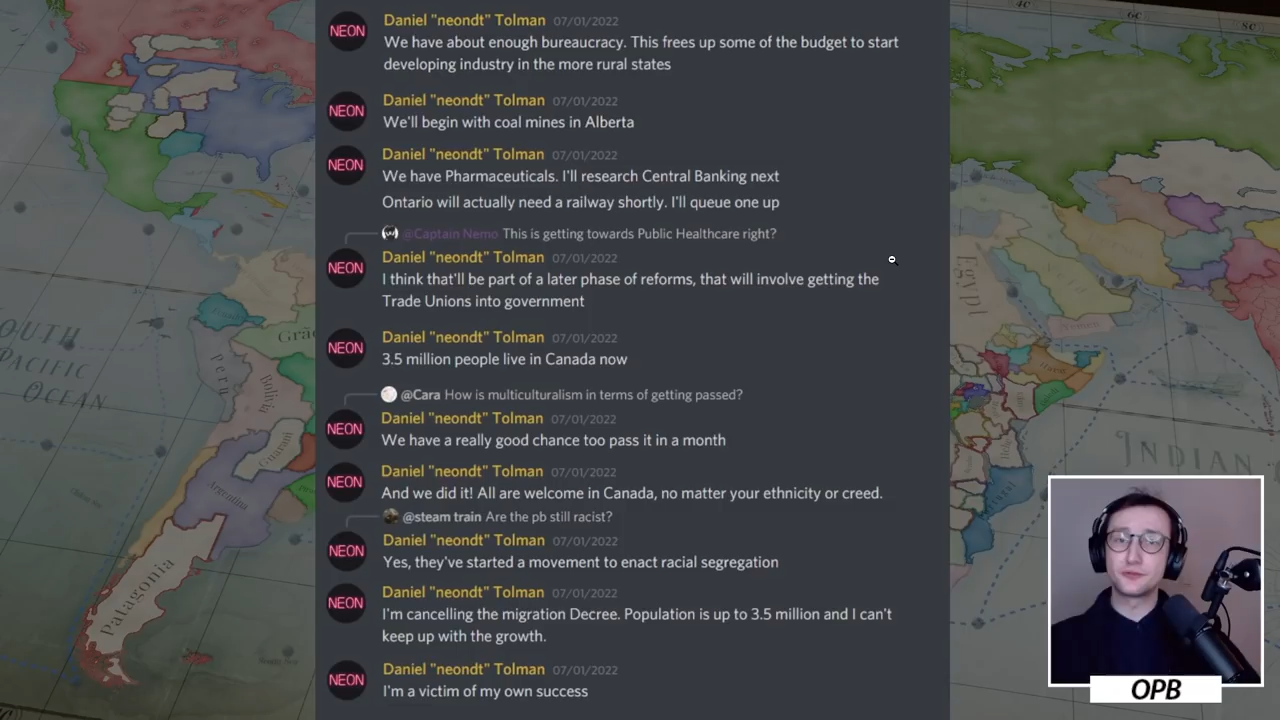 NEON
Daniel "neondt" Tolman 07/01/2022
We have about enough bureaucracy. This frees up some of the budget to start
developing industry in the more rural states
NEON
Daniel "neondt" Tolman 07/01/2022
We'll begin with coal mines in Alberta
NEON
Daniel "neondt" Tolman 07/01/2022
We have Pharmaceuticals. I'll research Central Banking next
Ontario will actually need a railway shortly. I'll queue one up
@Captain Nemo This is getting towards Public Healthcare right?
NEON
Daniel "neondt" Tolman 07/01/2022
I think that'll be part of a later phase of reforms, that will involve getting the
Trade Unions into government
NEON
Daniel "neondt" Tolman 07/01/2022
3.5 million people live in Canada now
@Cara How is multiculturalism in terms of getting passed?
NEON
Daniel "neondt" Tolman 07/01/2022
We have a really good chance too pass it in a month
NEON
Daniel "neondt" Tolman 07/01/2022
And we did it! All are welcome in Canada, no matter your ethnicity or creed.
@steam train Are the pb still racist?
NEON
Daniel "neondt" Tolman 07/01/2022
Yes, they've started a movement to enact racial segregation
NEON
Daniel "neondt" Tolman 07/01/2022
I'm cancelling the migration Decree. Population is up to 3.5 million and I can't
keep up with the growth.
NEON
Daniel "neondt" Tolman 07/01/2022
I'm a victim of my own success
SOUTH
PACIFIC
OCEAN
Peru
Bolivia
Guarani
Argentina
Patagonia
Egypt
Yemen
INDIAN
OPB